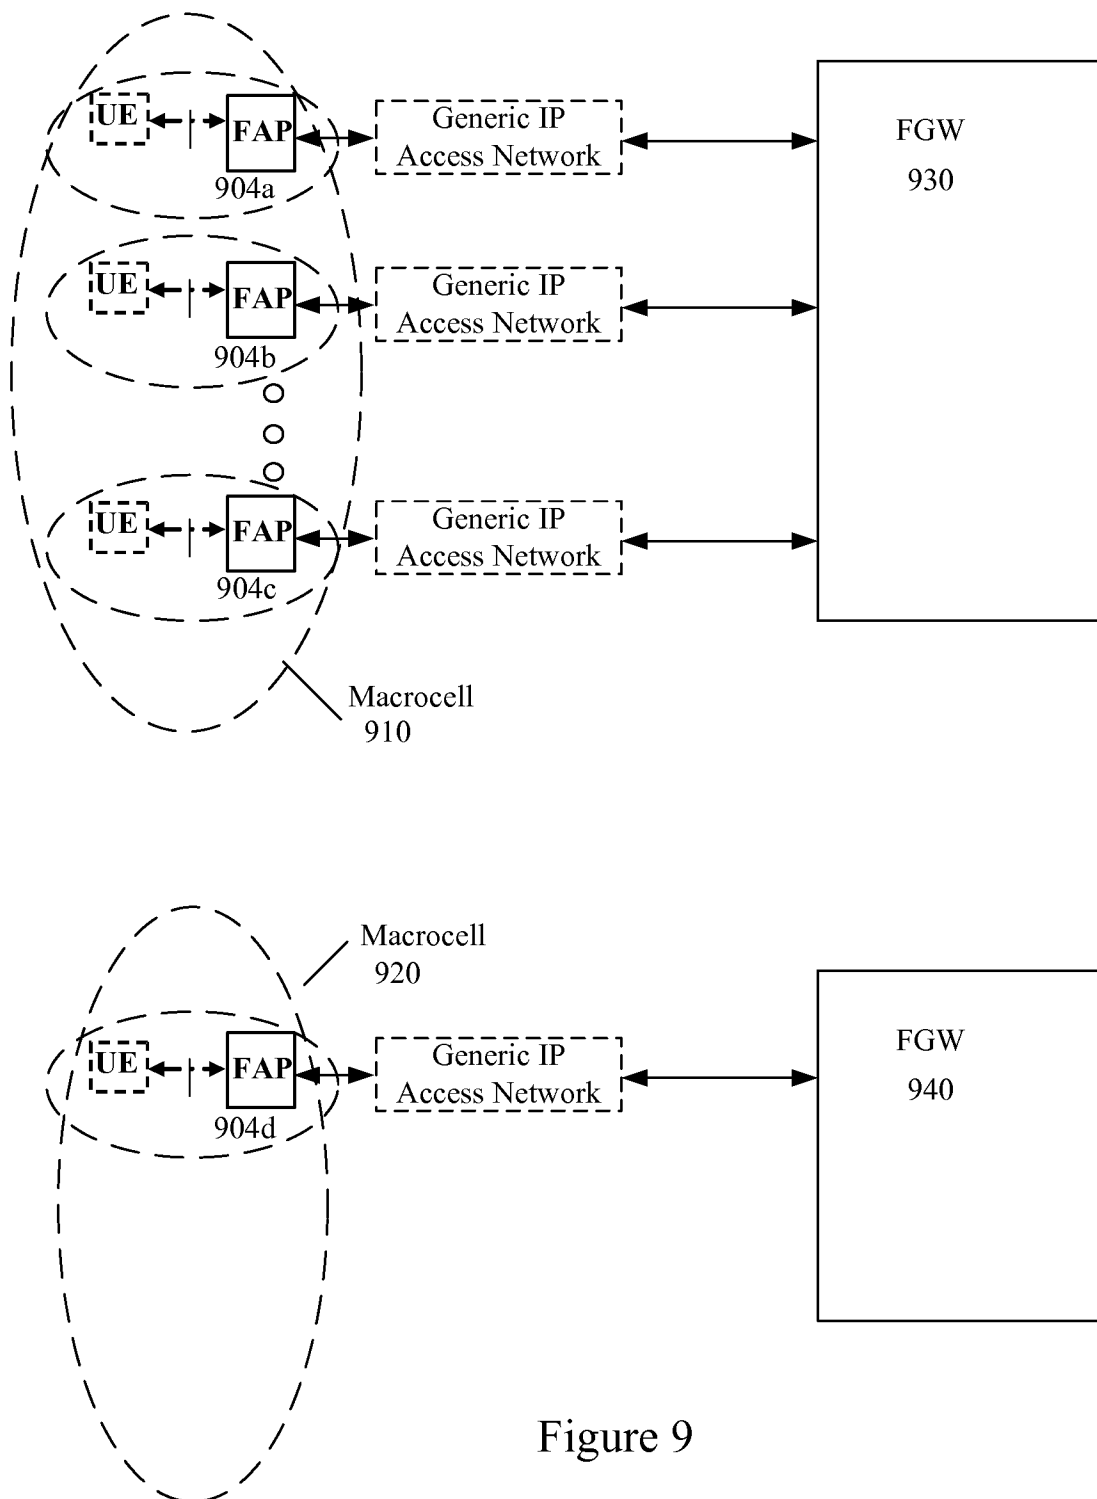 UE
FAP
904a
Generic IP
Access Network
FGW
930
UE
FAP
904b
Generic IP
Access Network
UE
FAP
904c
Generic IP
Access Network
Macrocell
910
Macrocell
920
UE
FAP
904d
Generic IP
Access Network
FGW
940
Figure 9